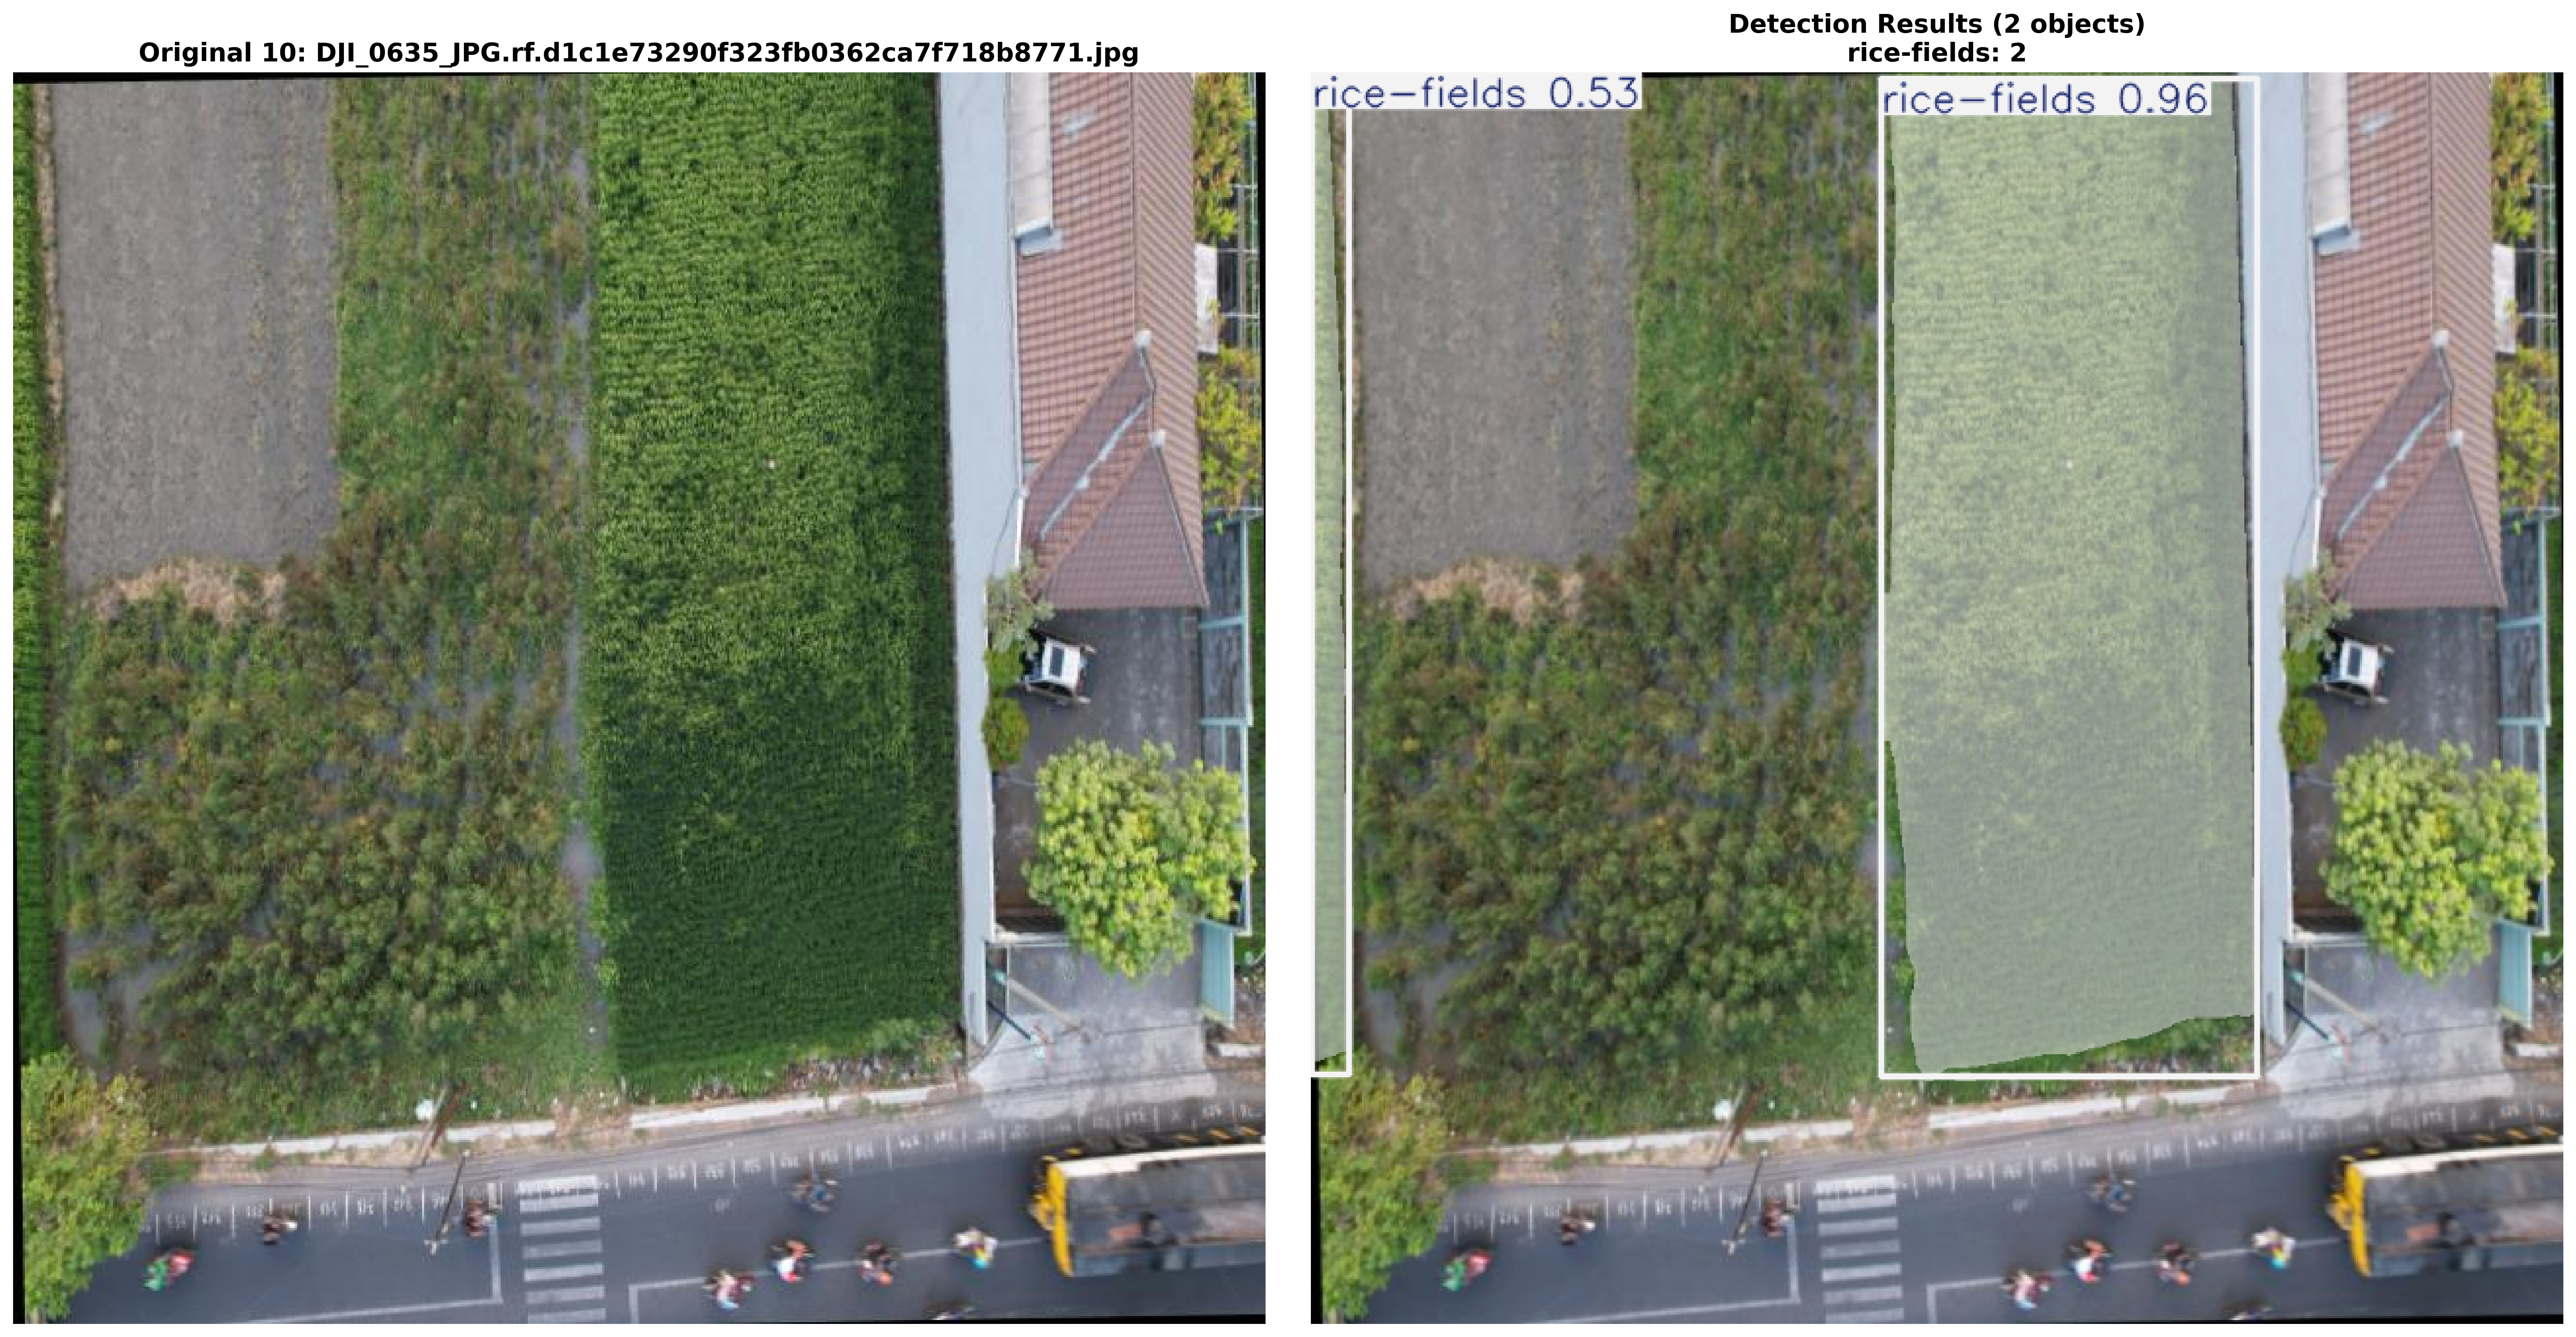 Original 10: DJI_0635_JPG.rf.d1c1e73290f323fb0362ca7f718b8771.jpg
Detection Results (2 objects)
rice-fields: 2
rice-fields 0.53
rice-fields 0.96